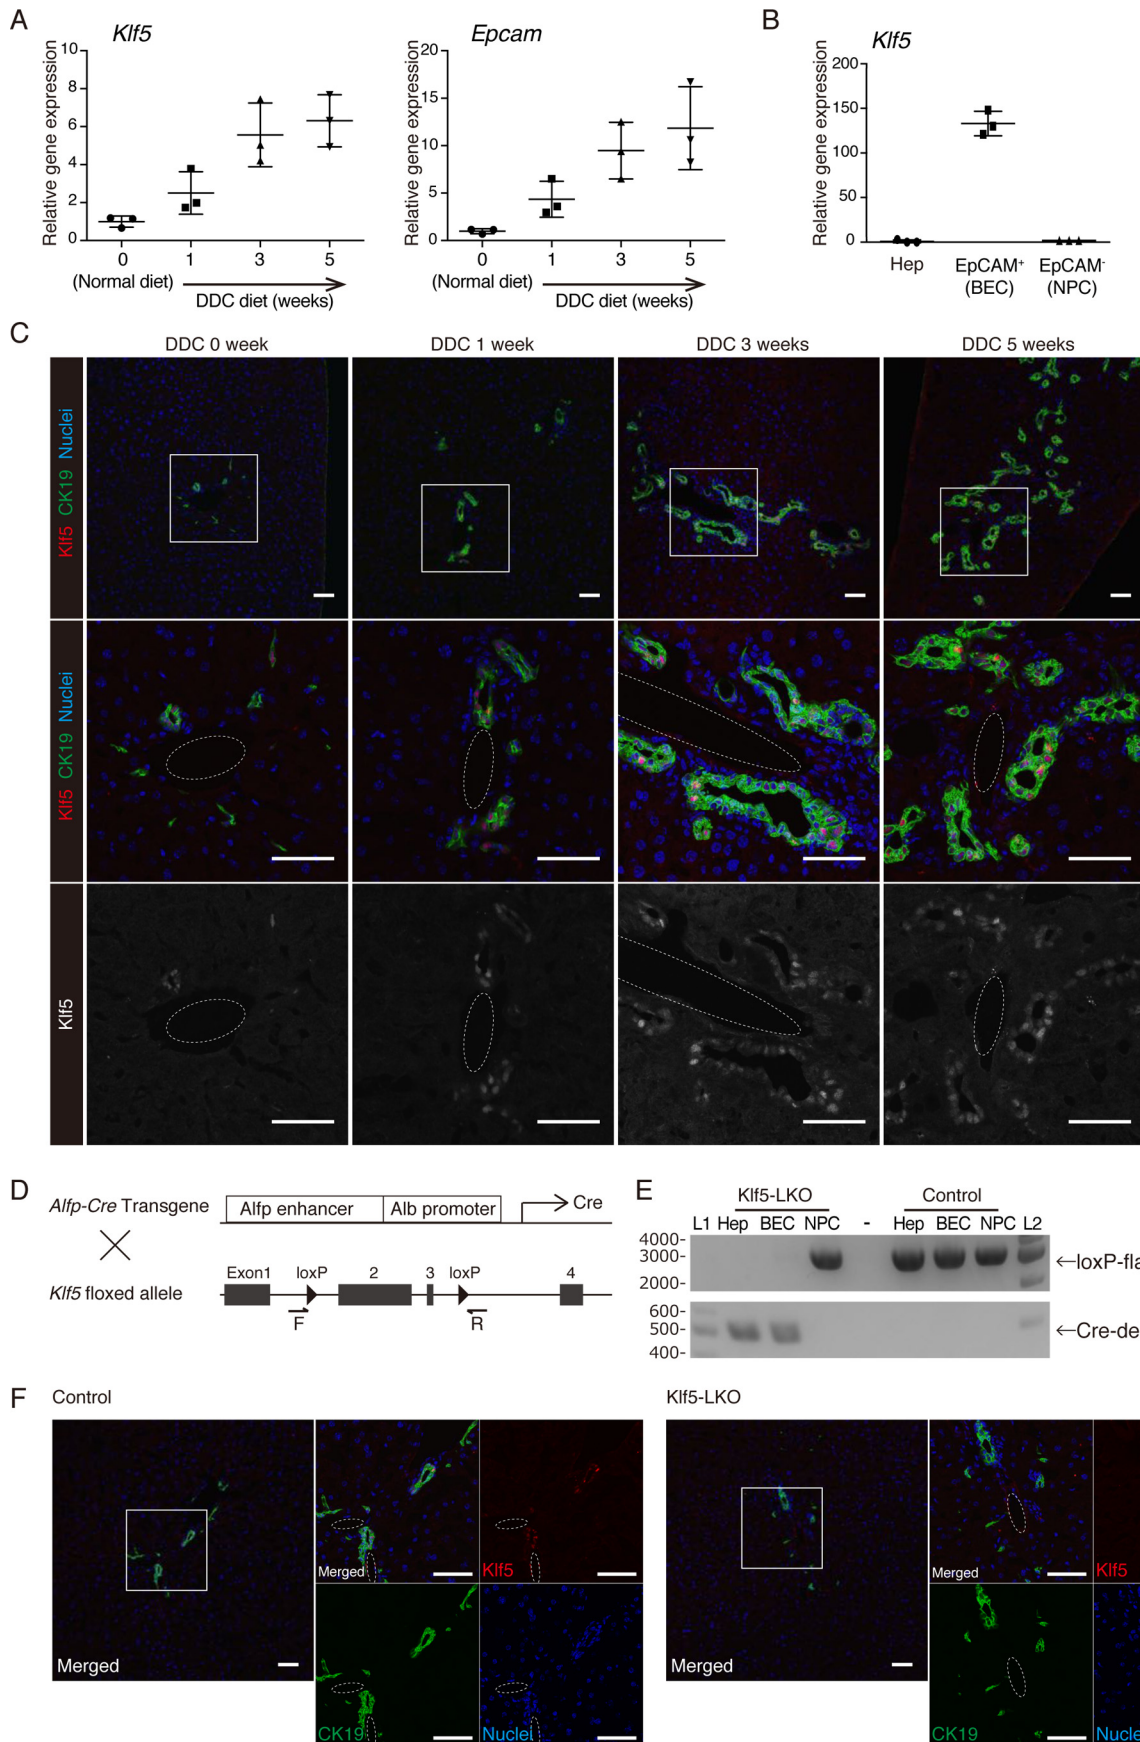 A
Klf5
Relative gene expression
10
8
6
4
2
0
0
1
3
5
(Normal diet)
DDC diet (weeks)
Epcam
Relative gene expression
20
15
10
5
0
0
1
3
5
(Normal diet)
DDC diet (weeks)
B
Klf5
Relative gene expression
200
150
100
50
0
Hep
EpCAM⁺
(BEC)
EpCAM⁻
(NPC)
C
DDC 0 week
DDC 1 week
DDC 3 weeks
DDC 5 weeks
Klf5 CK19 Nuclei
Klf5 CK19 Nuclei
Klf5
D
Alfp-Cre Transgene
Alfp enhancer
Alb promoter
Cre
Klf5 floxed allele
Exon1
loxP
2
3
loxP
4
F
R
E
Klf5-LKO
Control
L1 Hep BEC NPC - Hep BEC NPC L2
4000-
3000-
2000-
←loxP-fla
600-
500-
400-
←Cre-de
F
Control
Merged
Merged
Klf5
CK19
Nuclei
Klf5-LKO
Merged
Merged
Klf5
CK19
Nuclei